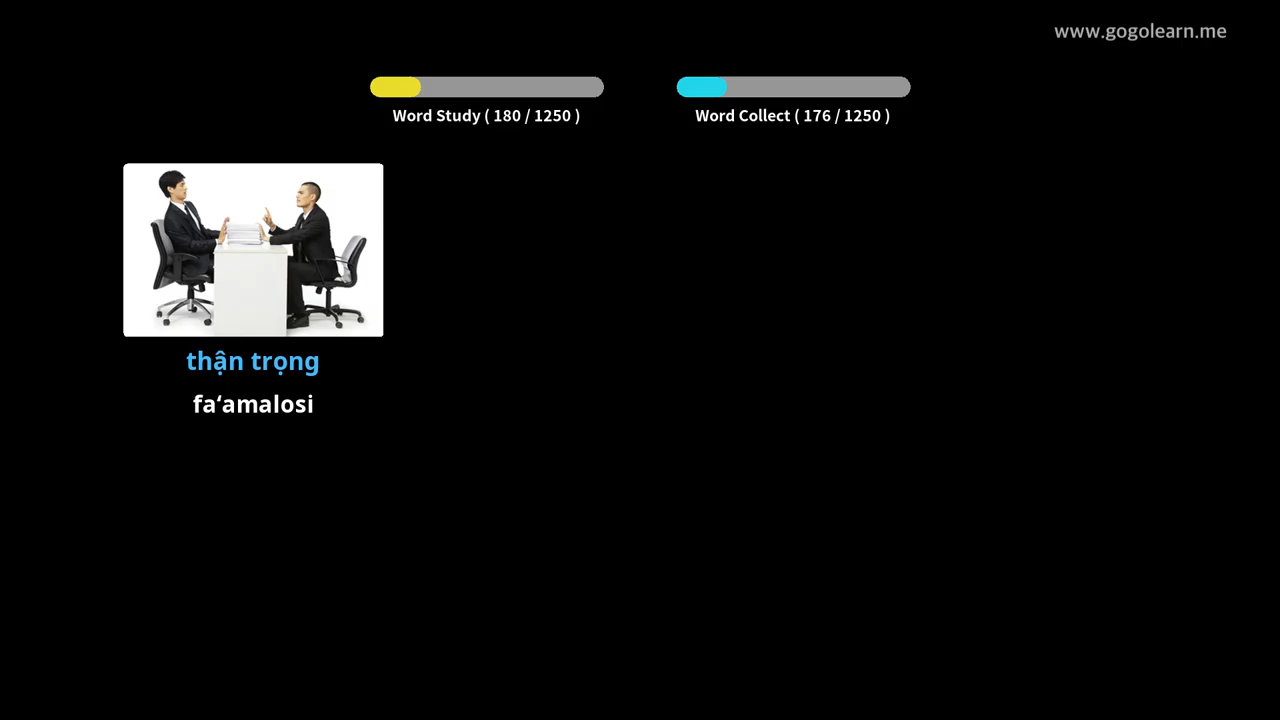 www.gogolearn.me
Word Study ( 180 / 1250 )
Word Collect ( 176 / 1250 )
thận trọng
fa‘amalosi